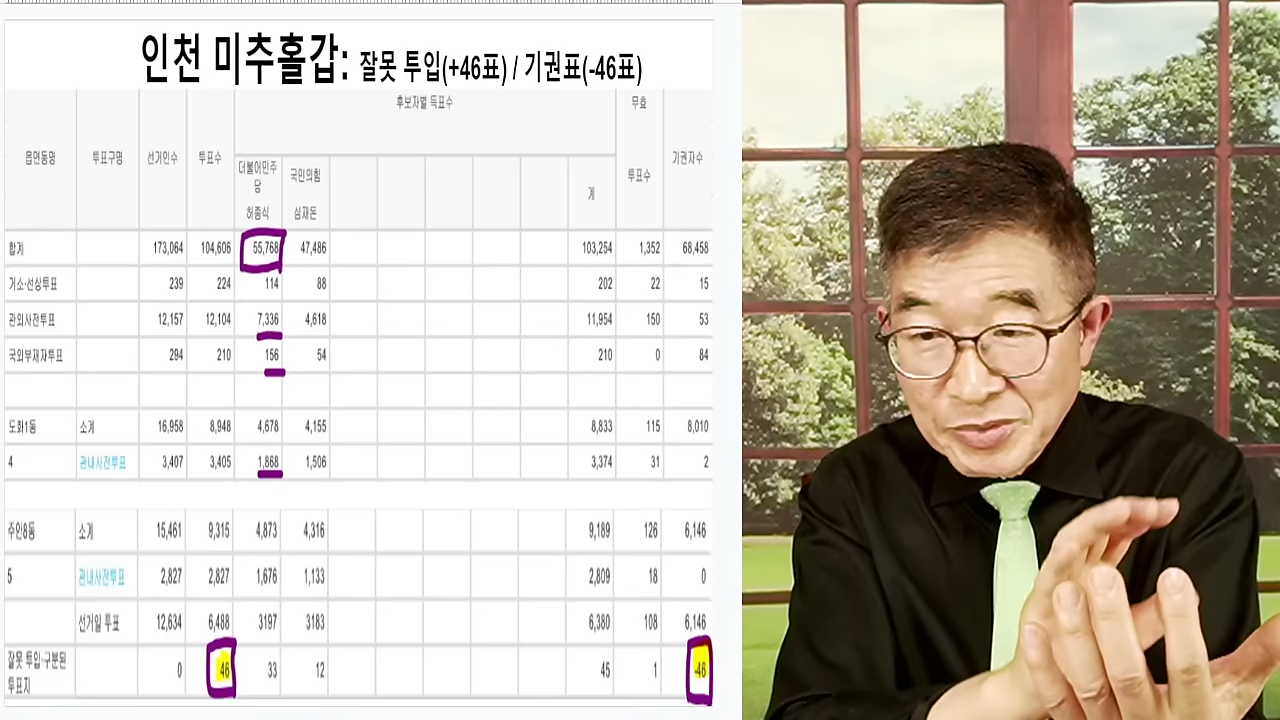 인천 미추홀갑: 잘못 투입(+46표) / 기권표(-46표)
읍면동명 투표구명 선거인수 투표수 후보자별 득표수 무효 투표수 기권자수
더불어민주당 허종식 국민의힘 심재돈 계
합계 173,064 104,606 55,768 47,486 103,254 1,352 68,458
거소·선상투표 239 224 114 88 202 22 15
관외사전투표 12,157 12,104 7,336 4,618 11,954 150 53
국외부재자투표 294 210 156 54 210 0 84
도화1동 소계 16,958 8,948 4,678 4,155 8,833 115 8,010
4 관내사전투표 3,407 3,405 1,868 1,506 3,374 31 2
주안8동 소계 15,461 9,315 4,873 4,316 9,189 126 6,146
5 관내사전투표 2,827 2,827 1,676 1,133 2,809 18 0
선거일 투표 12,634 6,488 3197 3183 6,380 108 6,146
잘못 투입·구분된 투표지 0 46 33 12 45 1 -46